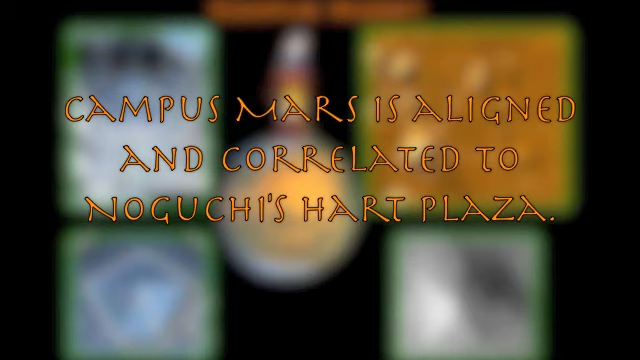 Campus Mars is aligned
and correlated to
Noguchi's Hart Plaza.